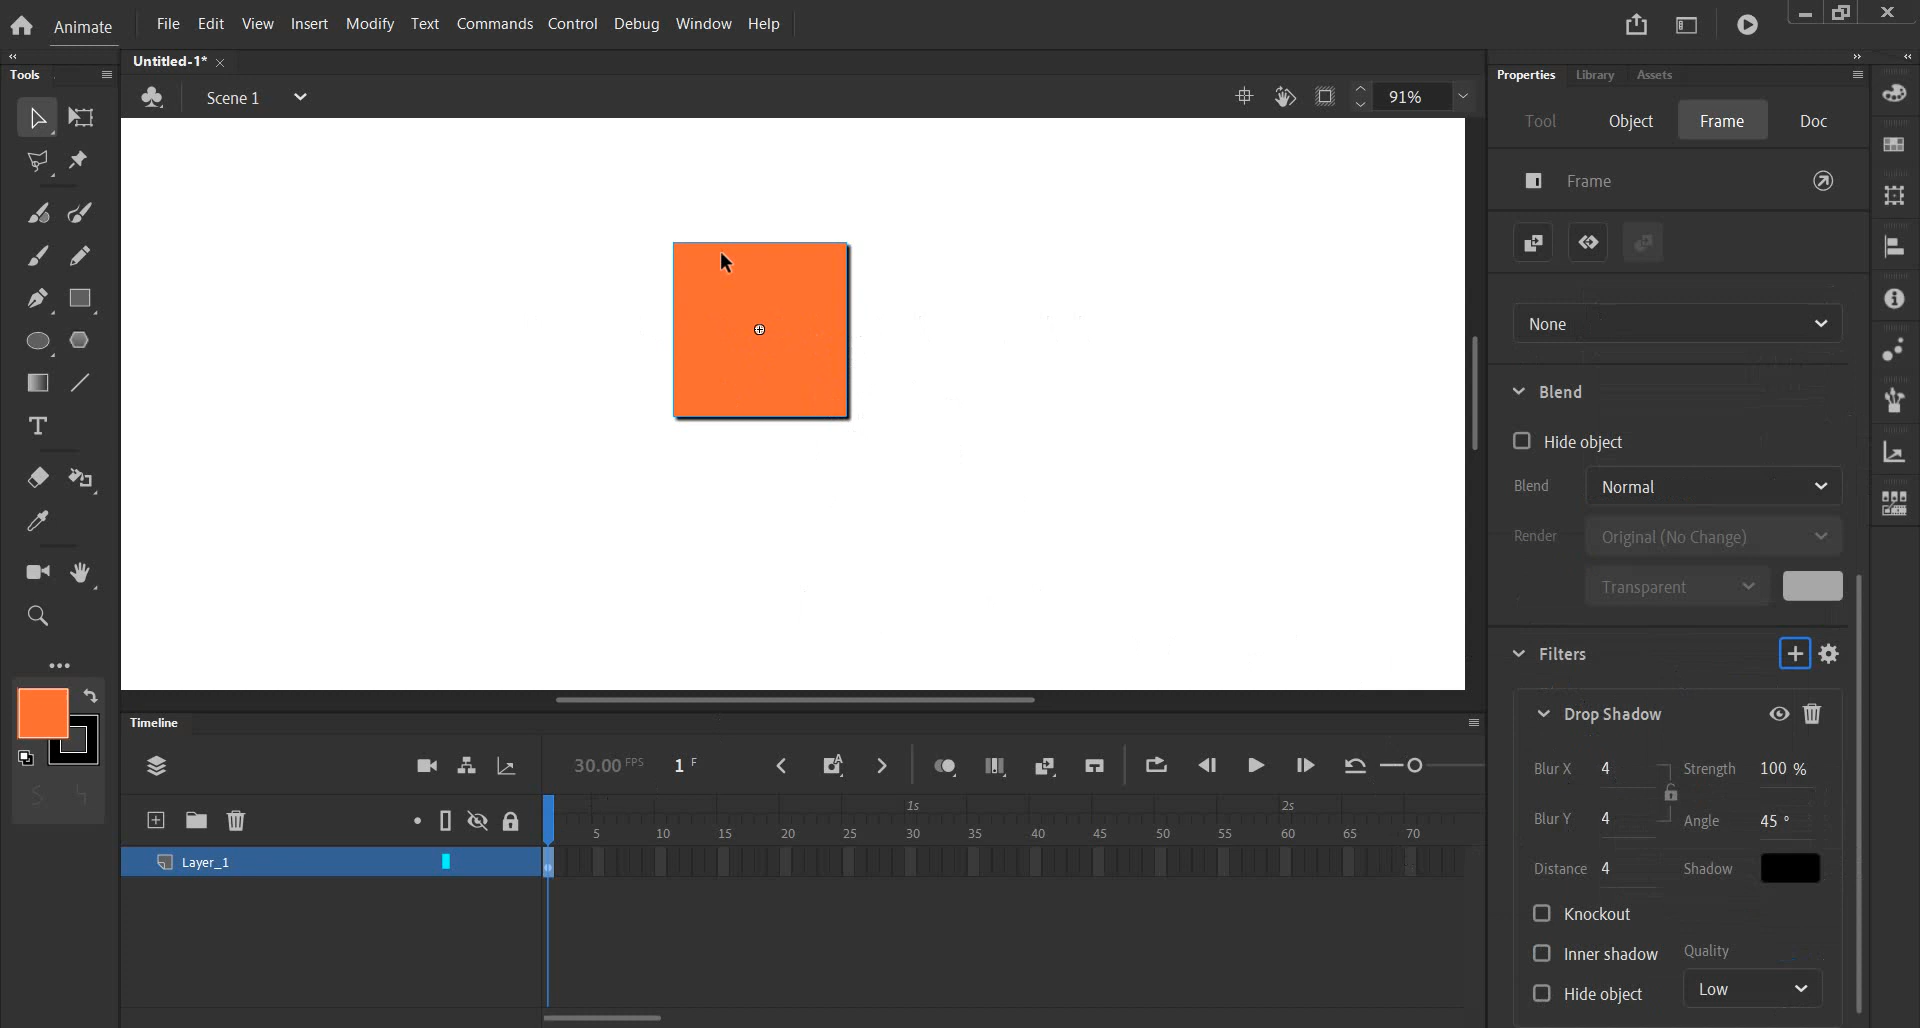 Animate File Edit View Insert Modify Text Commands Control Debug Window Help
Untitled-1*
Tools
Properties Library Assets
Scene 1
91%
Tool Object Frame Doc
Frame
None
Blend
Hide object
Blend Normal
Render Original (No Change)
Transparent
Filters
Drop Shadow
Blur X 4 Strength 100 %
Blur Y 4 Angle 45 °
Distance 4 Shadow
Knockout
Inner shadow Quality
Hide object Low
Timeline
30.00 FPS 1 F
1s 2s
5 10 15 20 25 30 35 40 45 50 55 60 65 70
Layer_1